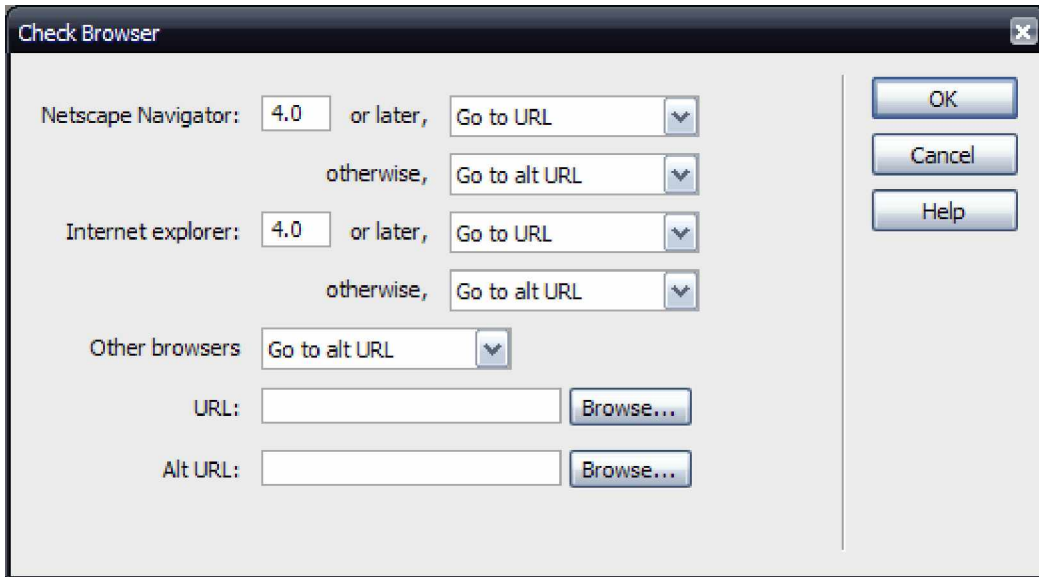 Check Browser
Netscape Navigator: 4.0 or later, Go to URL
OK
otherwise, Go to alt URL
Cancel
Internet explorer: 4.0 or later, Go to URL
Help
otherwise, Go to alt URL
Other browsers Go to alt URL
URL: Browse...
Alt URL: Browse...